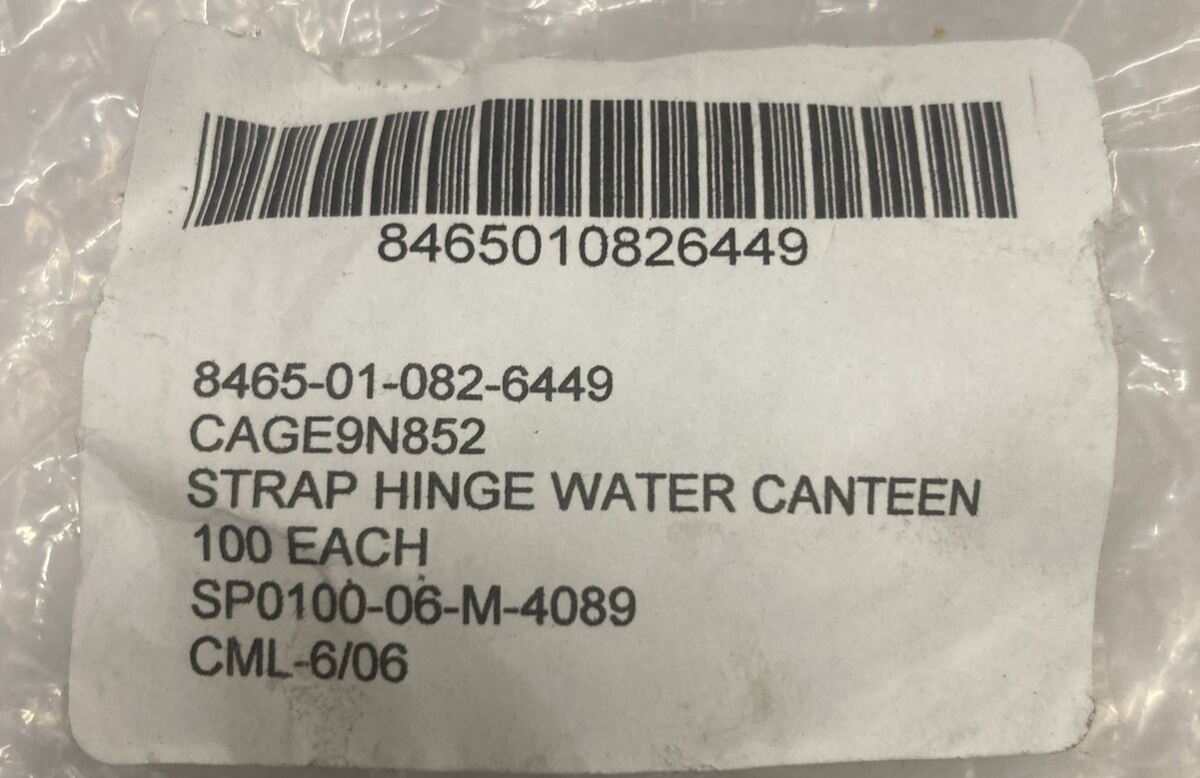 8465010826449
8465-01-082-6449
CAGE9N852
STRAP HINGE WATER CANTEEN
100 EACH
SP0100-06-M-4089
CML-6/06